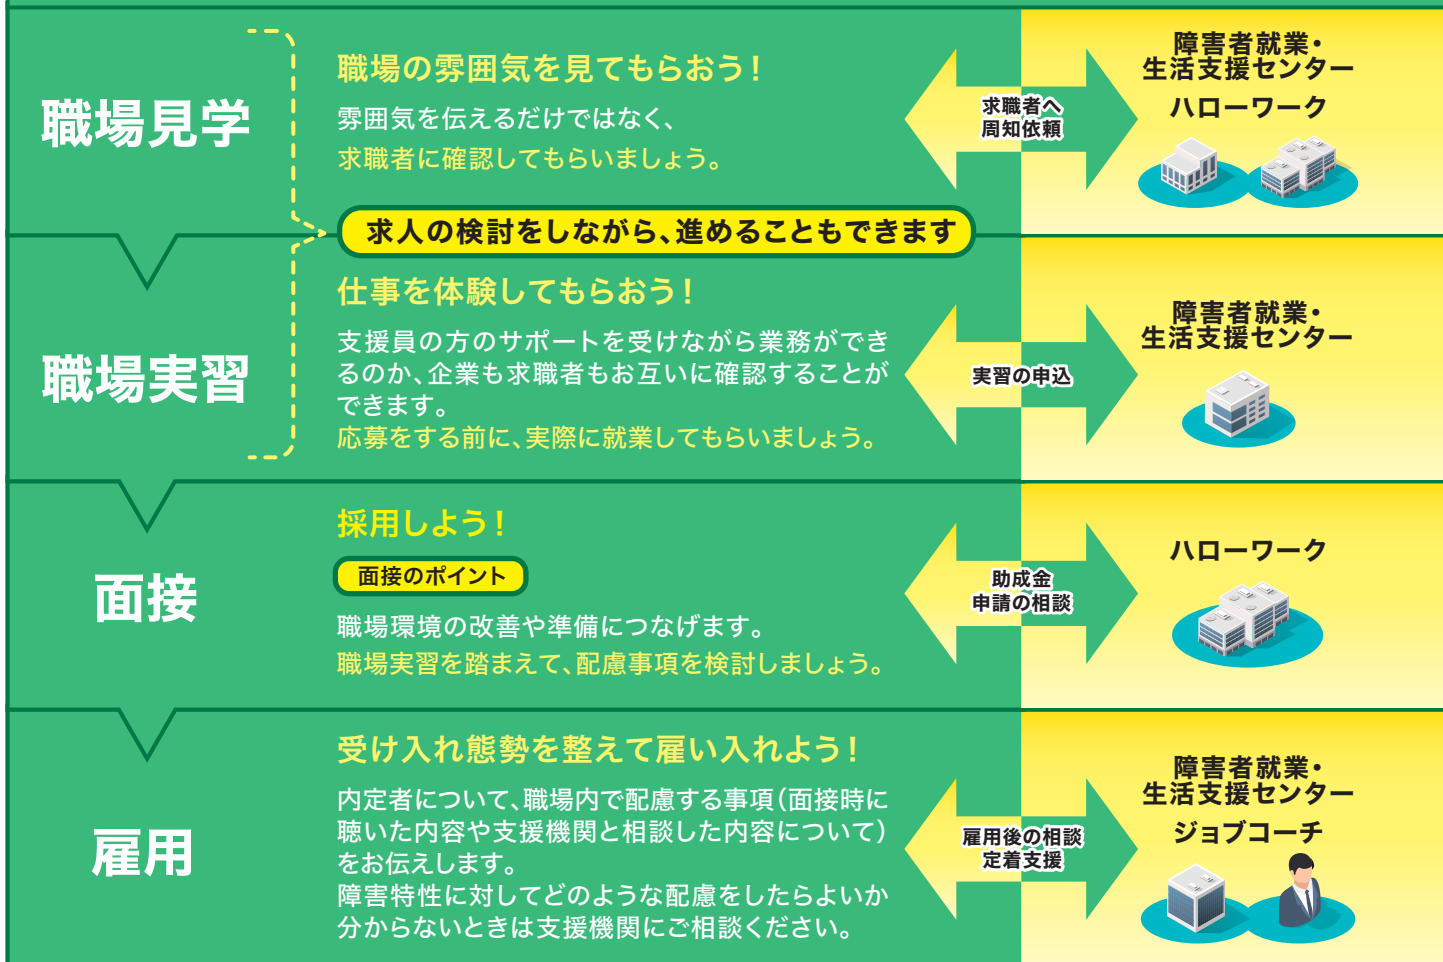 職場見学
職場の雰囲気を見てもらおう！
雰囲気を伝えるだけではなく、
求職者に確認してもらいましょう。
求職者へ
周知依頼
障害者就業・
生活支援センター
ハローワーク
求人の検討をしながら、進めることもできます
職場実習
仕事を体験してもらおう！
支援員の方のサポートを受けながら業務ができ
るのか、企業も求職者もお互いに確認することが
できます。
応募をする前に、実際に就業してもらいましょう。
実習の申込
障害者就業・
生活支援センター
面接
採用しよう！
面接のポイント
職場環境の改善や準備につなげます。
職場実習を踏まえて、配慮事項を検討しましょう。
助成金
申請の相談
ハローワーク
雇用
受け入れ態勢を整えて雇い入れよう！
内定者について、職場内で配慮する事項（面接時に
聴いた内容や支援機関と相談した内容について）
をお伝えします。
障害特性に対してどのような配慮をしたらよいか
分からないときは支援機関にご相談ください。
雇用後の相談
定着支援
障害者就業・
生活支援センター
ジョブコーチ